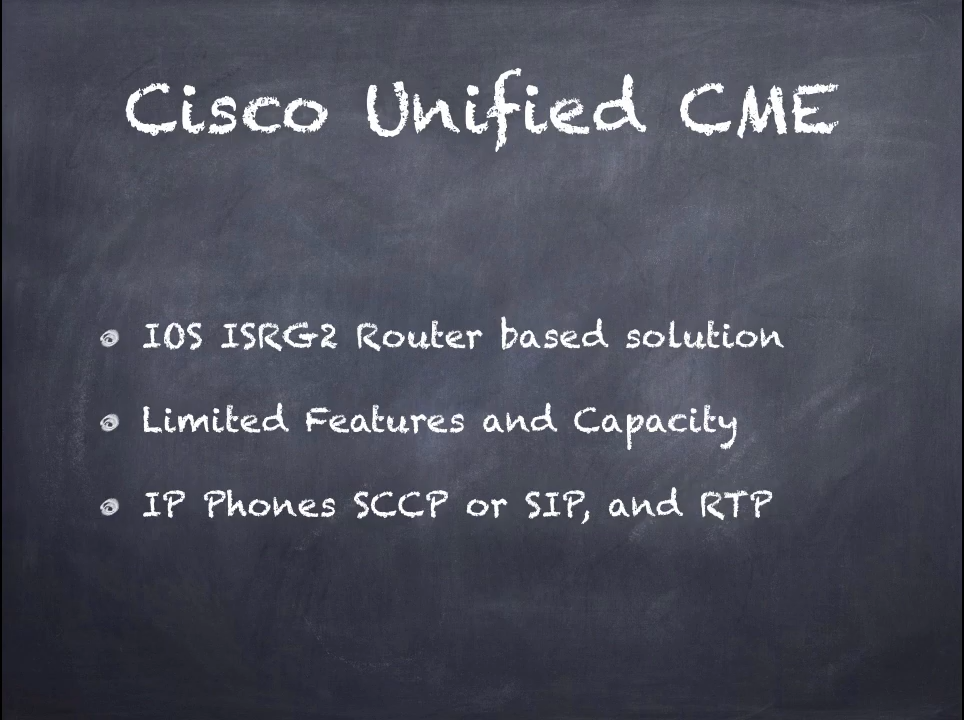 Cisco Unified CME
IOS ISRG2 Router based solution
Limited Features and Capacity
IP Phones SCCP or SIP, and RTP